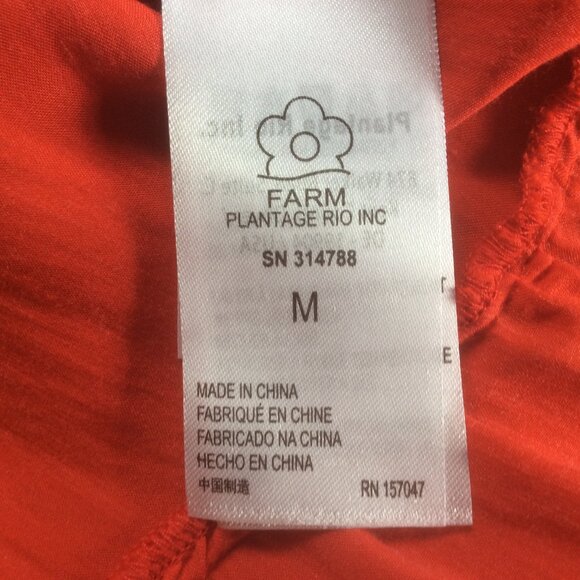 FARM
PLANTAGE RIO INC
SN 314788
M
MADE IN CHINA
FABRIQUÉ EN CHINE
FABRICADO NA CHINA
HECHO EN CHINA
中国制造
RN 157047